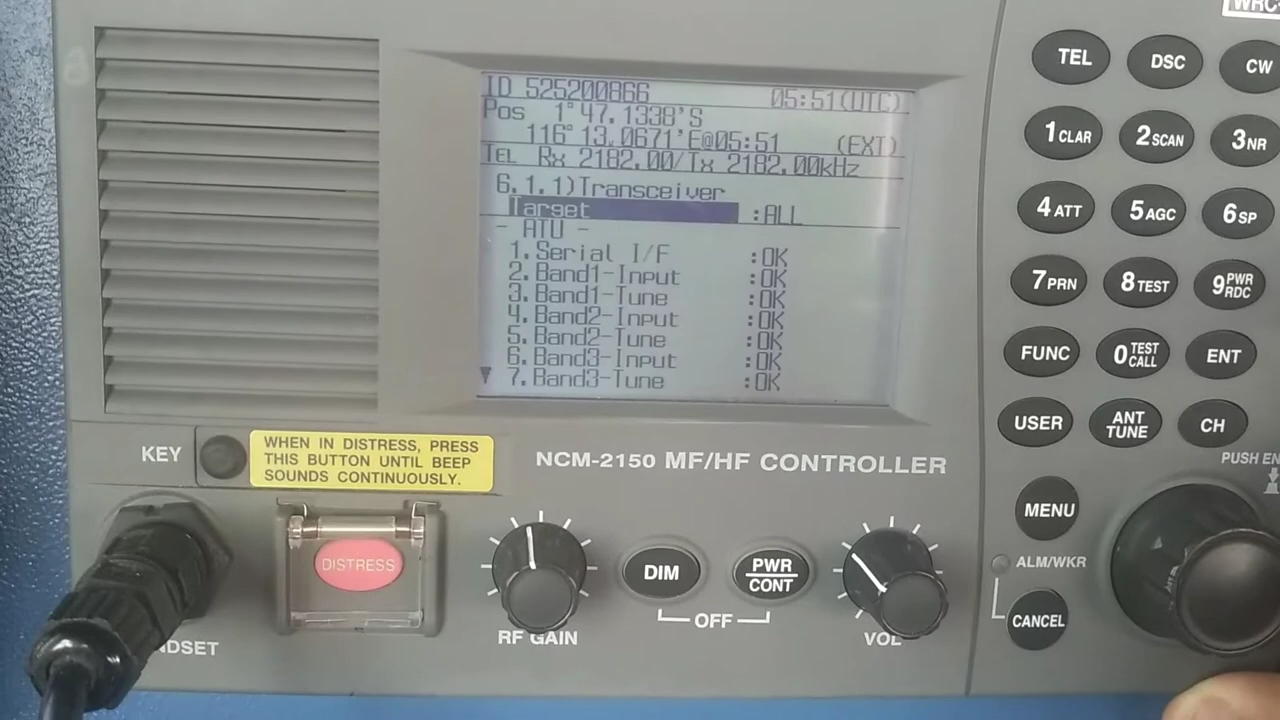 WRC-
ID 525200866 05:51(UTC)
Pos 1°47.1338'S
116°13.0671'E@05:51 (EXT)
TEL Rx 2182.00/Tx 2182.00kHz
6.1.1)Transceiver
Target :ALL
- ATU -
1.Serial I/F :OK
2.Band1-Input :OK
3.Band1-Tune :OK
4.Band2-Input :OK
5.Band2-Tune :OK
6.Band3-Input :OK
▼ 7.Band3-Tune :OK
TEL DSC CW
1CLAR 2SCAN 3NR
4ATT 5AGC 6SP
7PRN 8TEST 9PWR RDC
FUNC 0TEST CALL ENT
USER ANT TUNE CH
KEY
WHEN IN DISTRESS, PRESS
THIS BUTTON UNTIL BEEP
SOUNDS CONTINUOUSLY.
NCM-2150 MF/HF CONTROLLER
PUSH EN
MENU
ALM/WKR
CANCEL
DISTRESS
DIM
PWR
CONT
OFF
NDSET
RF GAIN
VOL